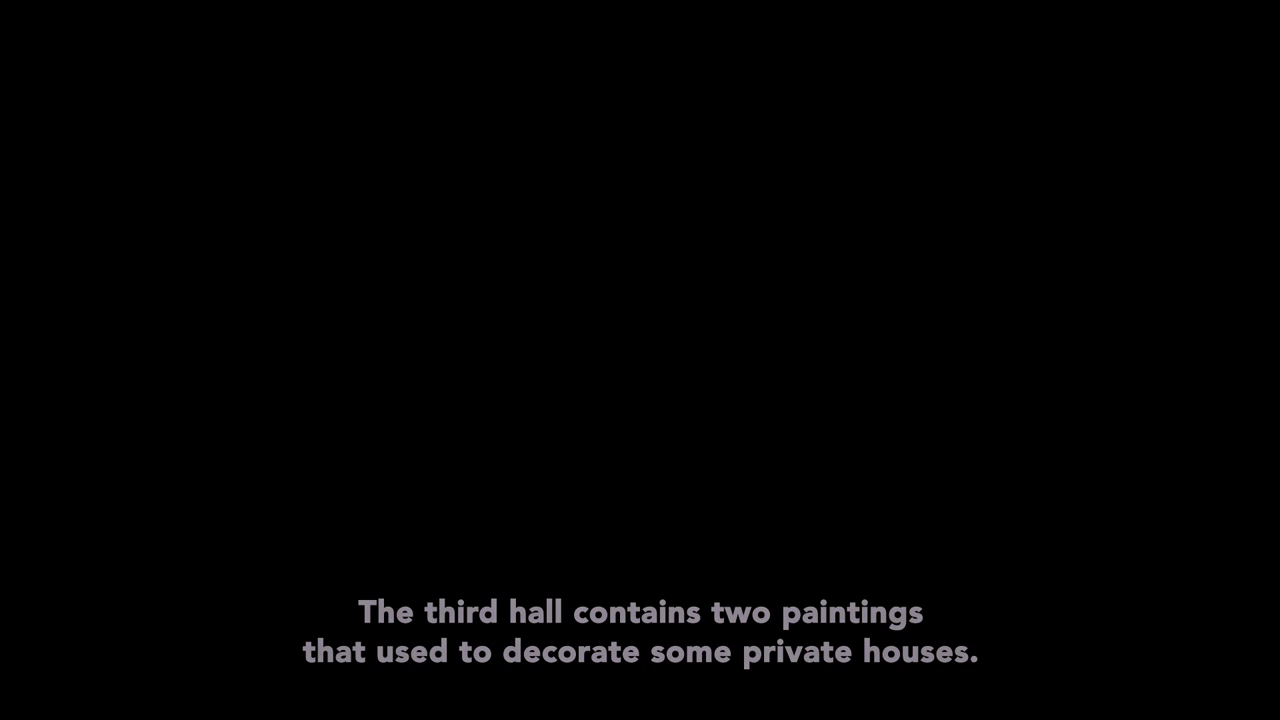 The third hall contains two paintings
that used to decorate some private houses.